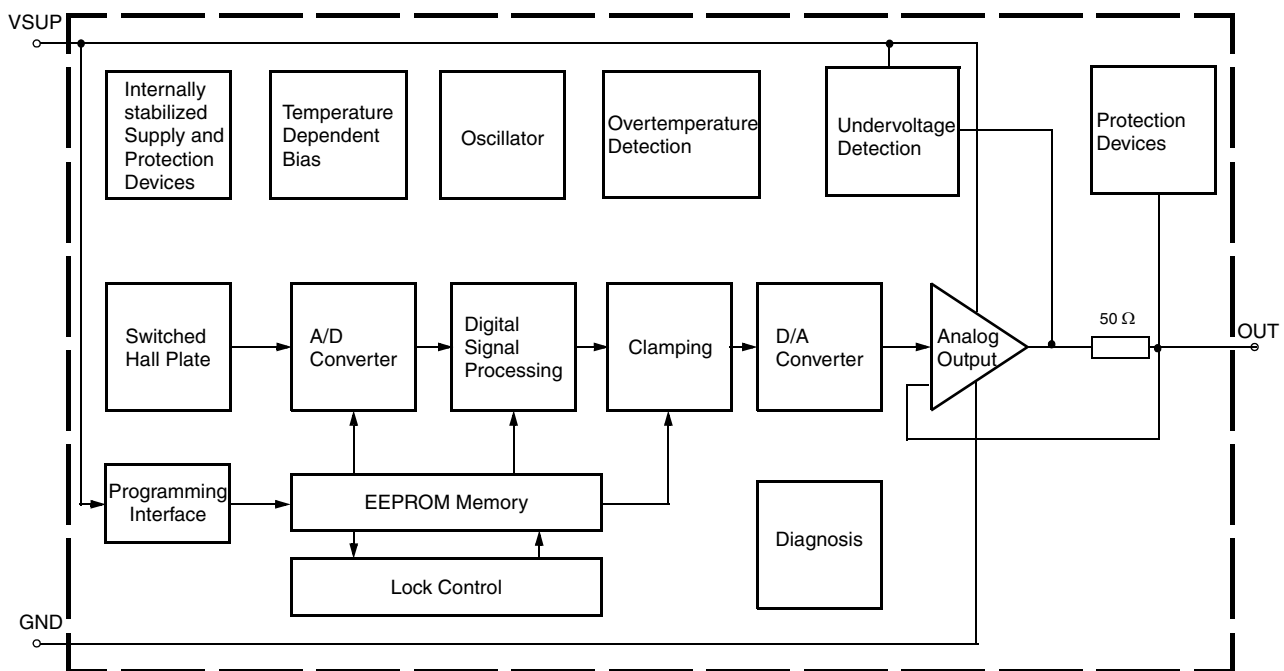 VSUP
Internally
stabilized
Supply and
Protection
Devices
Temperature
Dependent
Bias
Oscillator
Overtemperature
Detection
Undervoltage
Detection
Protection
Devices
Switched
Hall Plate
A/D
Converter
Digital
Signal
Processing
Clamping
D/A
Converter
Analog
Output
50 Ω
OUT
Programming
Interface
EEPROM Memory
Diagnosis
Lock Control
GND